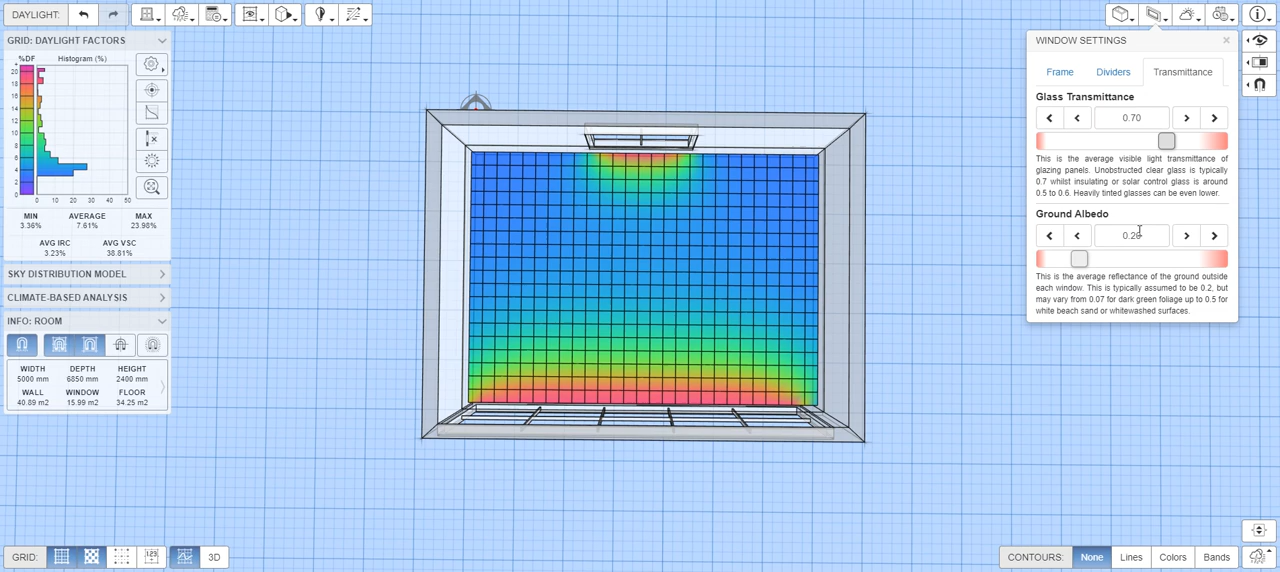 DAYLIGHT:
GRID: DAYLIGHT FACTORS
%DF
Histogram (%)
20
18
16
14
12
10
8
6
4
2
0
0 10 20 30 40 50
MIN AVERAGE MAX
3.36% 7.61% 23.98%
AVG IRC AVG VSC
3.23% 38.81%
SKY DISTRIBUTION MODEL
CLIMATE-BASED ANALYSIS
INFO: ROOM
WIDTH DEPTH HEIGHT
5000 mm 6850 mm 2400 mm
WALL WINDOW FLOOR
40.89 m2 15.99 m2 34.25 m2
WINDOW SETTINGS
Frame Dividers Transmittance
Glass Transmittance
0.70
This is the average visible light transmittance of
glazing panels. Unobstructed clear glass is typically
0.7 whilst insulating or solar control glass is around
0.5 to 0.6. Heavily tinted glasses can be even lower.
Ground Albedo
0.20
This is the average reflectance of the ground outside
each window. This is typically assumed to be 0.2, but
may vary from 0.07 for dark green foliage up to 0.5 for
white beach sand or whitewashed surfaces.
GRID: 123 3D
CONTOURS: None Lines Colors Bands